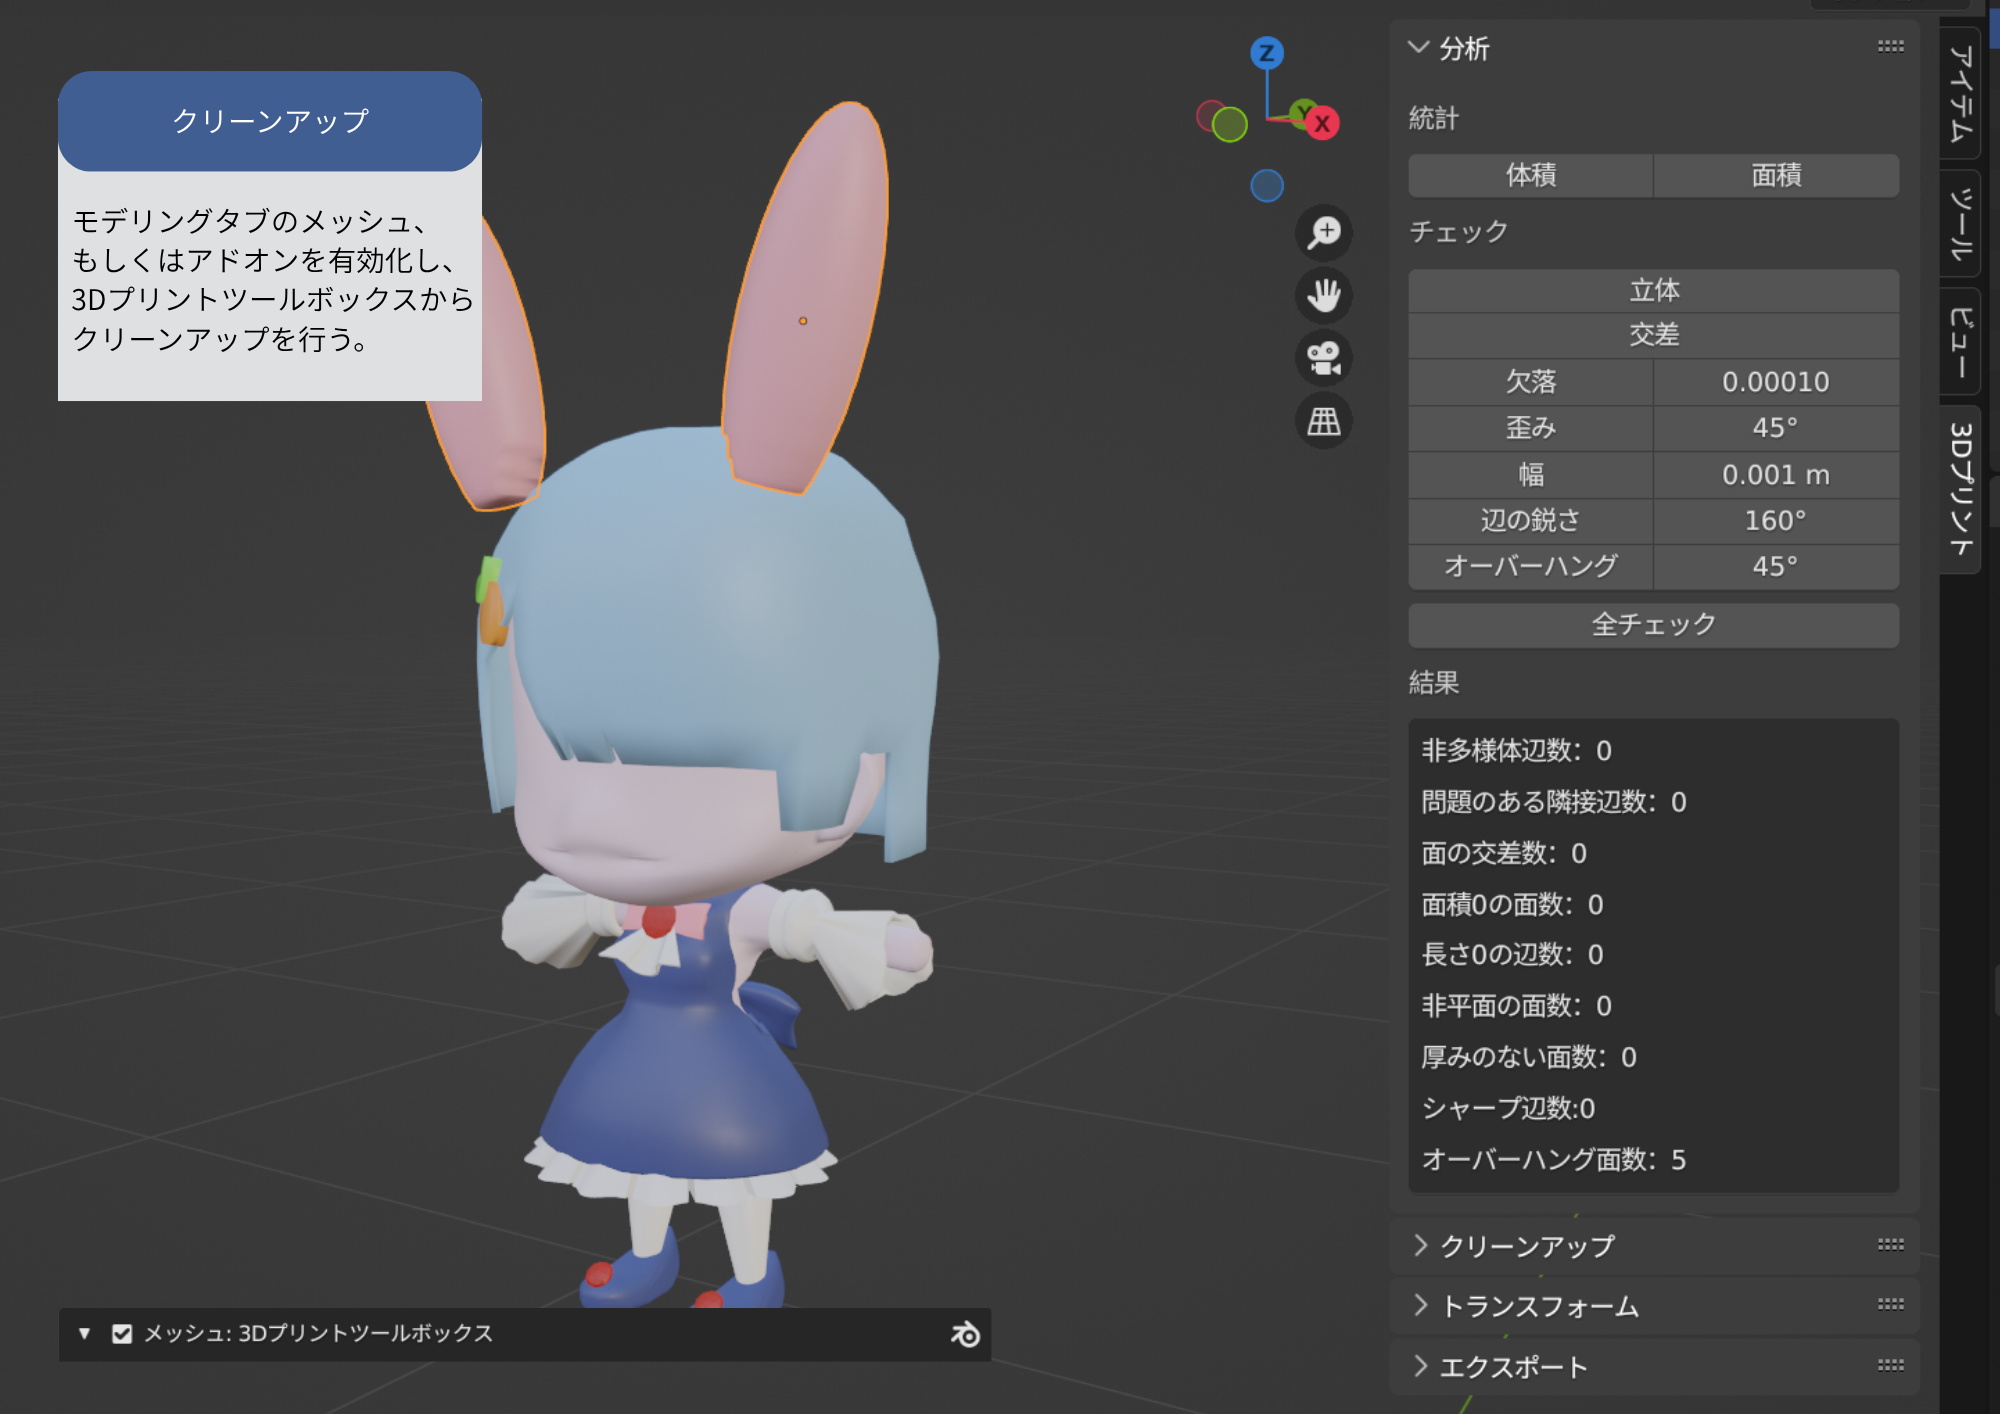 クリーンアップ
モデリングタブのメッシュ、
もしくはアドオンを有効化し、
3Dプリントツールボックスから
クリーンアップを行う。
Z
Y
X
分析
統計
体積 面積
チェック
立体
交差
欠落 0.00010
歪み 45°
幅 0.001 m
辺の鋭さ 160°
オーバーハング 45°
全チェック
結果
非多様体辺数: 0
問題のある隣接辺数: 0
面の交差数: 0
面積0の面数: 0
長さ0の辺数: 0
非平面の面数: 0
厚みのない面数: 0
シャープ辺数:0
オーバーハング面数: 5
クリーンアップ
トランスフォーム
エクスポート
アイテム
ツール
ビュー
3Dプリント
メッシュ: 3Dプリントツールボックス